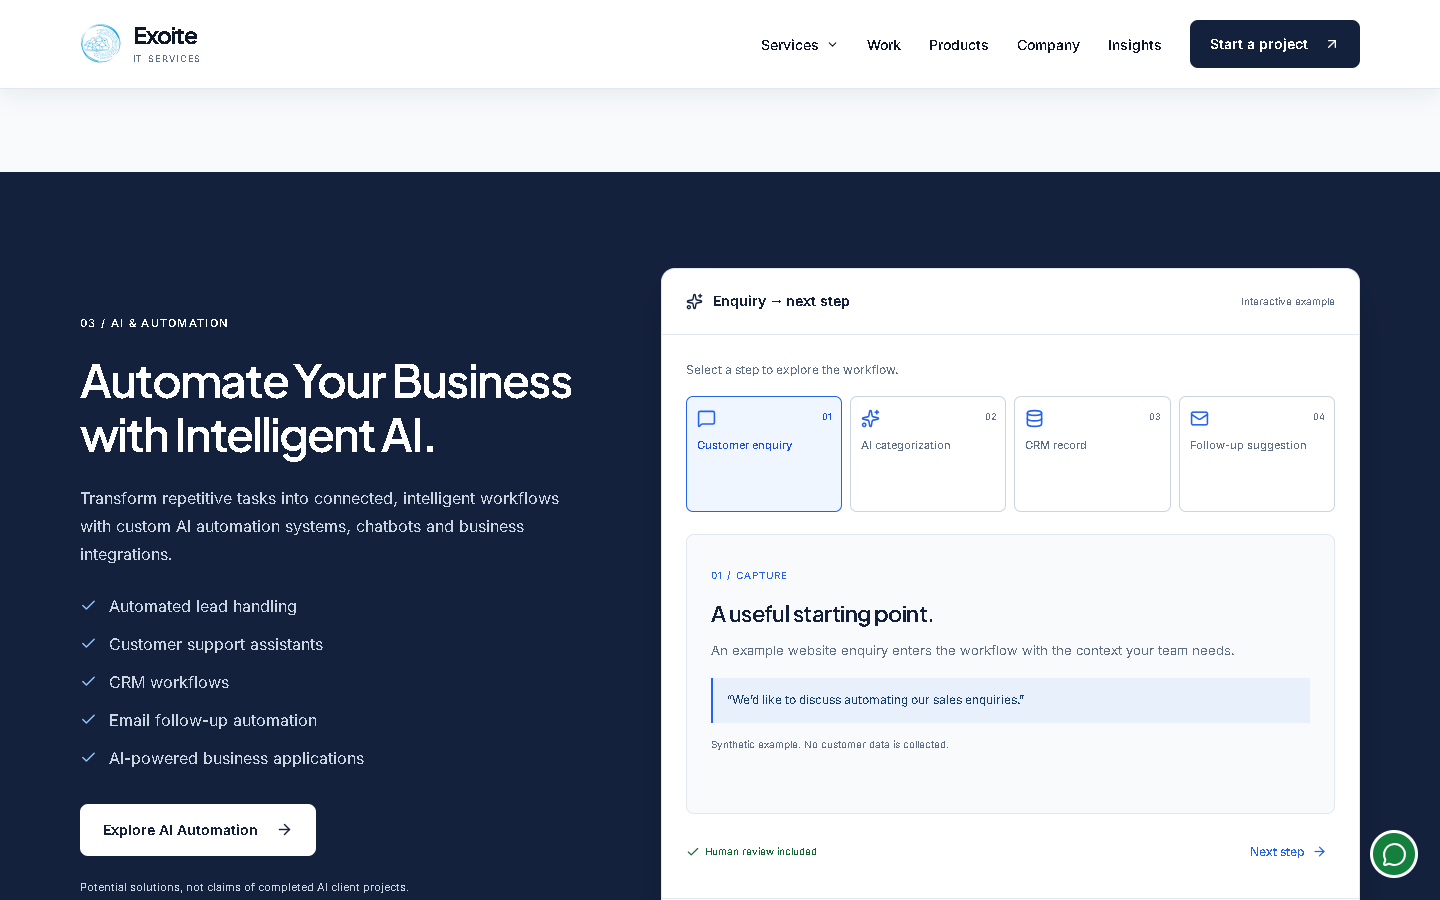 Exoite
IT SERVICES
Services
Work
Products
Company
Insights
Start a project
03 / AI & AUTOMATION
Automate Your Business
with Intelligent AI.
Transform repetitive tasks into connected, intelligent workflows
with custom AI automation systems, chatbots and business
integrations.
Automated lead handling
Customer support assistants
CRM workflows
Email follow-up automation
AI-powered business applications
Explore AI Automation
Potential solutions, not claims of completed AI client projects.
Enquiry → next step
Interactive example
Select a step to explore the workflow.
01
Customer enquiry
02
AI categorization
03
CRM record
04
Follow-up suggestion
01 / CAPTURE
A useful starting point.
An example website enquiry enters the workflow with the context your team needs.
“We’d like to discuss automating our sales enquiries.”
Synthetic example. No customer data is collected.
Human review included
Next step